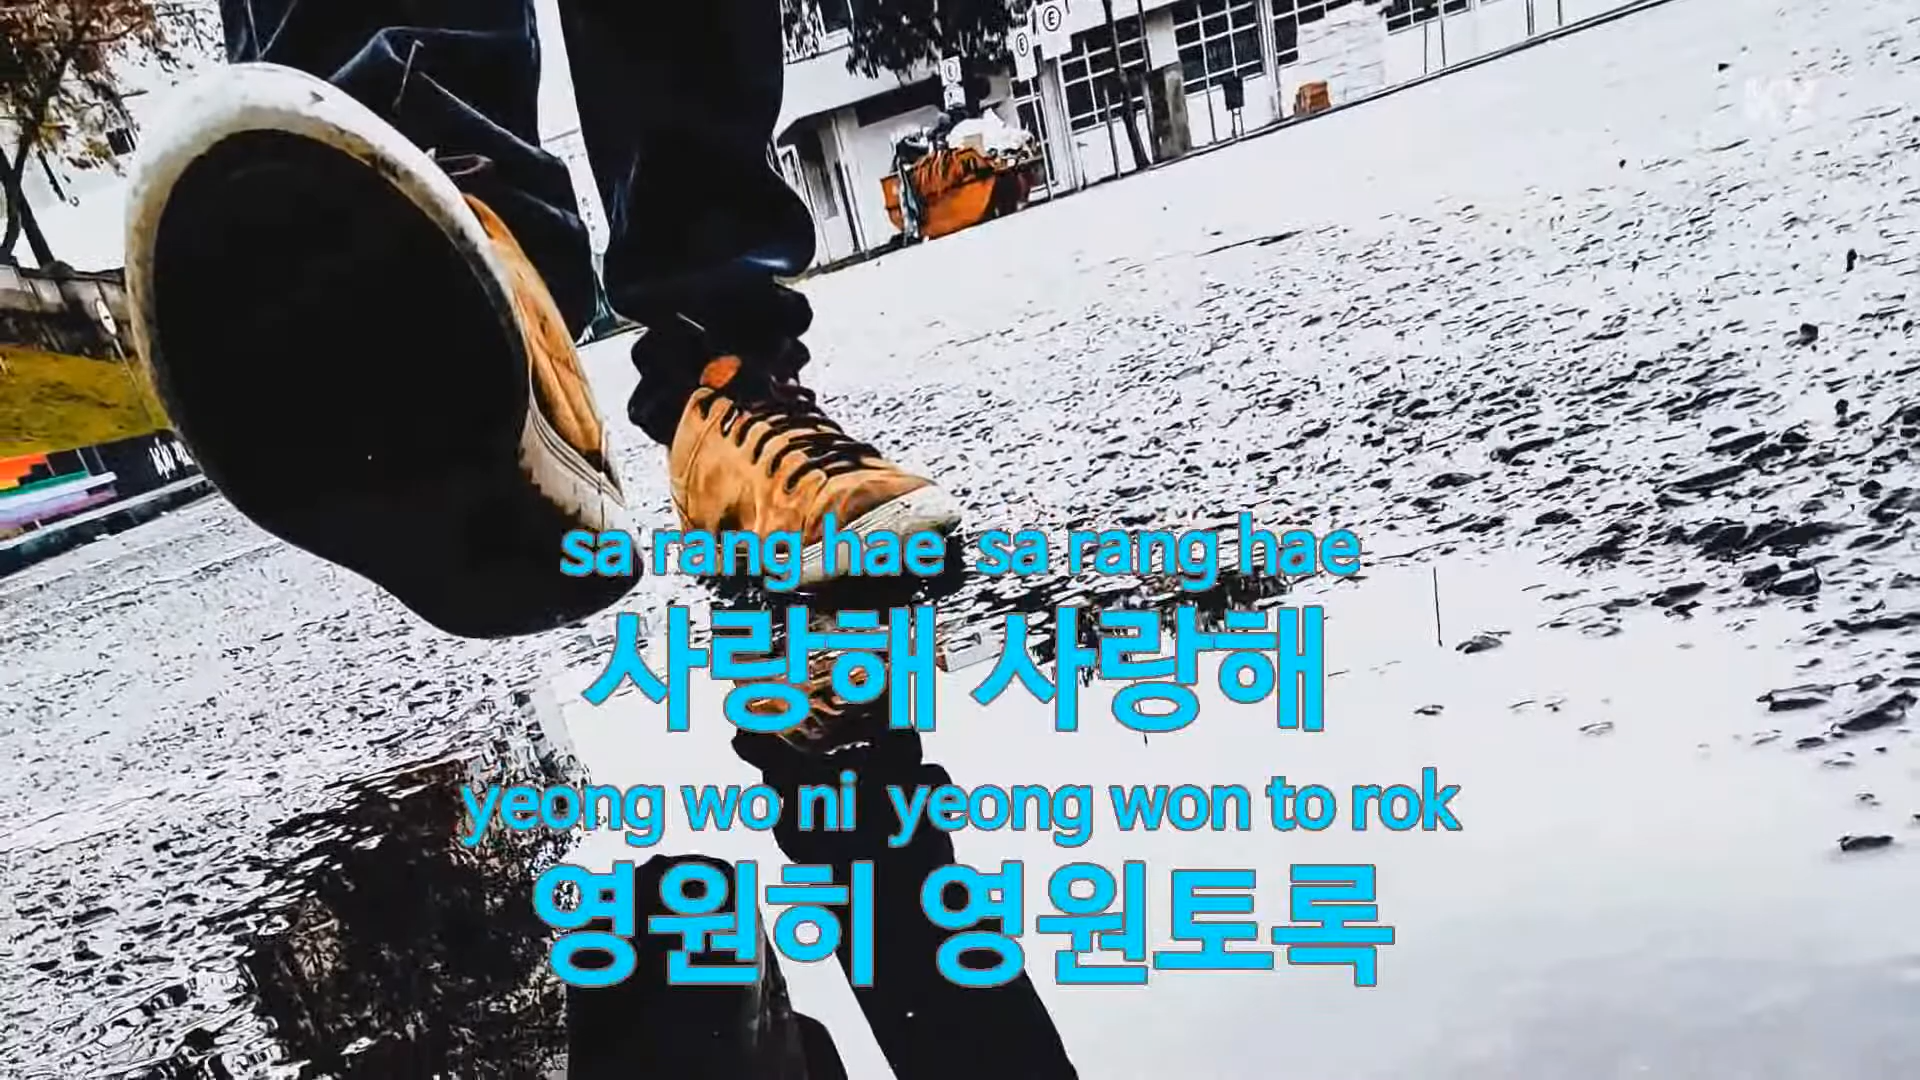 KY
sa rang hae sa rang hae
사랑해 사랑해
yeong wo ni yeong won to rok
영원히 영원토록